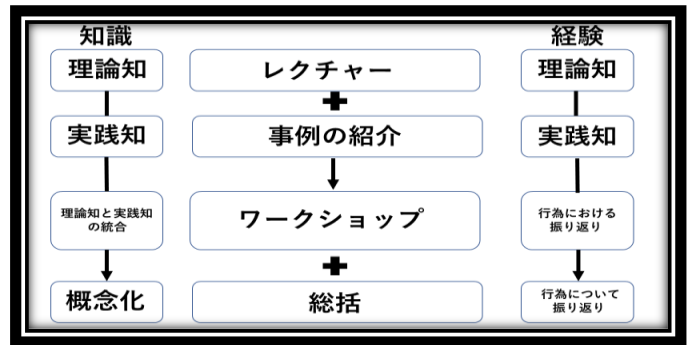 知識
経験
理論知
レクチャー
理論知
実践知
事例の紹介
実践知
理論知と実践知
の統合
ワークショップ
行為における
振り返り
概念化
総括
行為について
振り返り